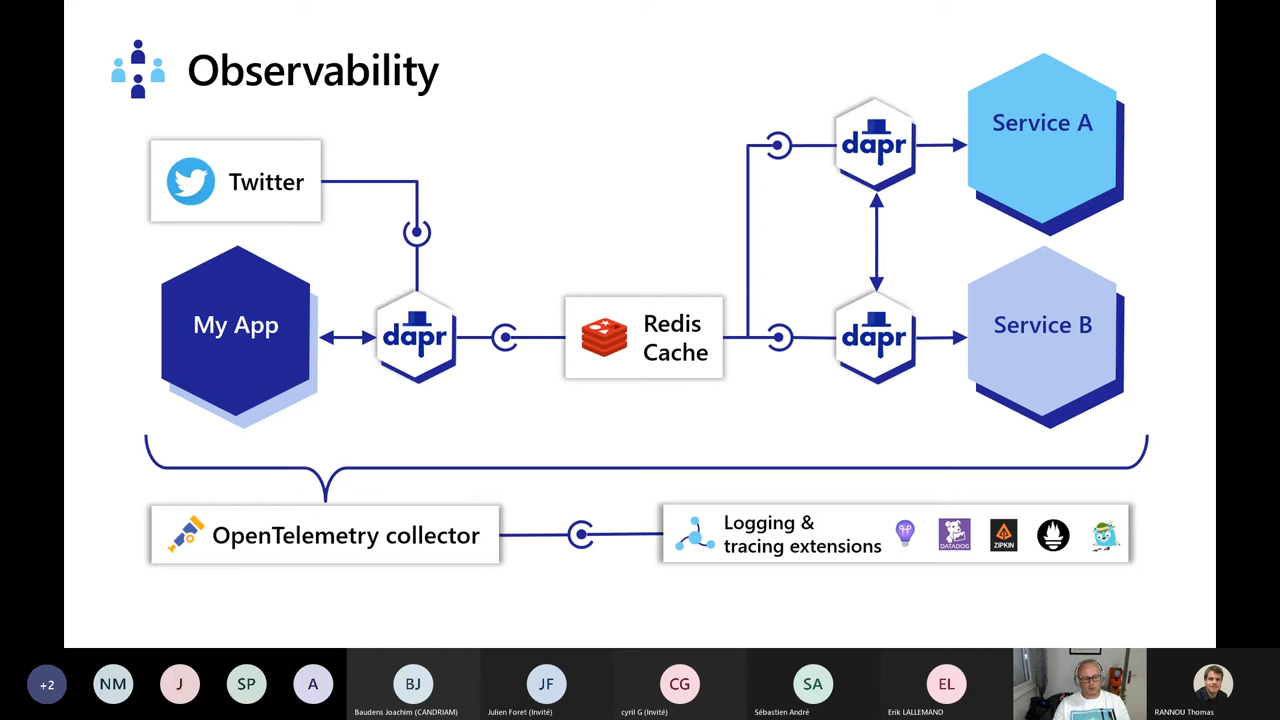 Observability
Twitter
My App
dapr
Redis
Cache
dapr
Service A
dapr
Service B
OpenTelemetry collector
Logging &
tracing extensions
DATADOG
ZIPKIN
+2
NM
J
SP
A
BJ
Baudens Joachim (CANDRIAM)
JF
Julien Foret (Invité)
CG
cyril G (Invité)
SA
Sébastien André
EL
Erik LALLEMAND
RANNOU Thomas